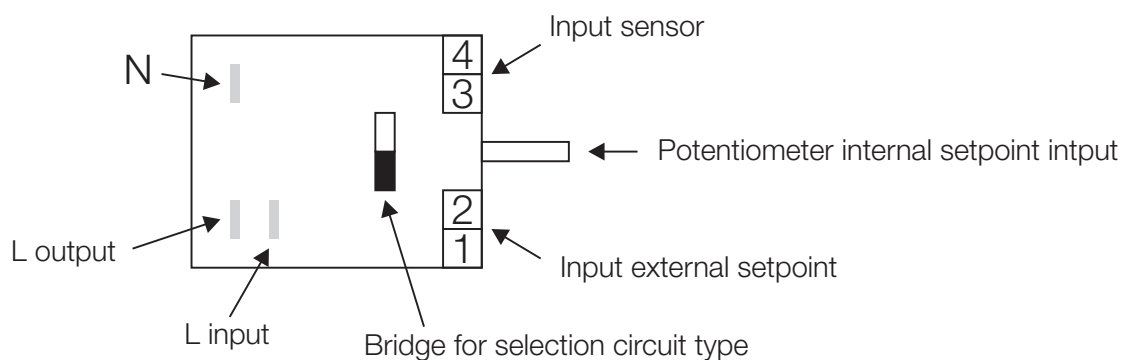 Input sensor
4
N
3
Potentiometer internal setpoint intput
2
L output
1
Input external setpoint
L input
Bridge for selection circuit type